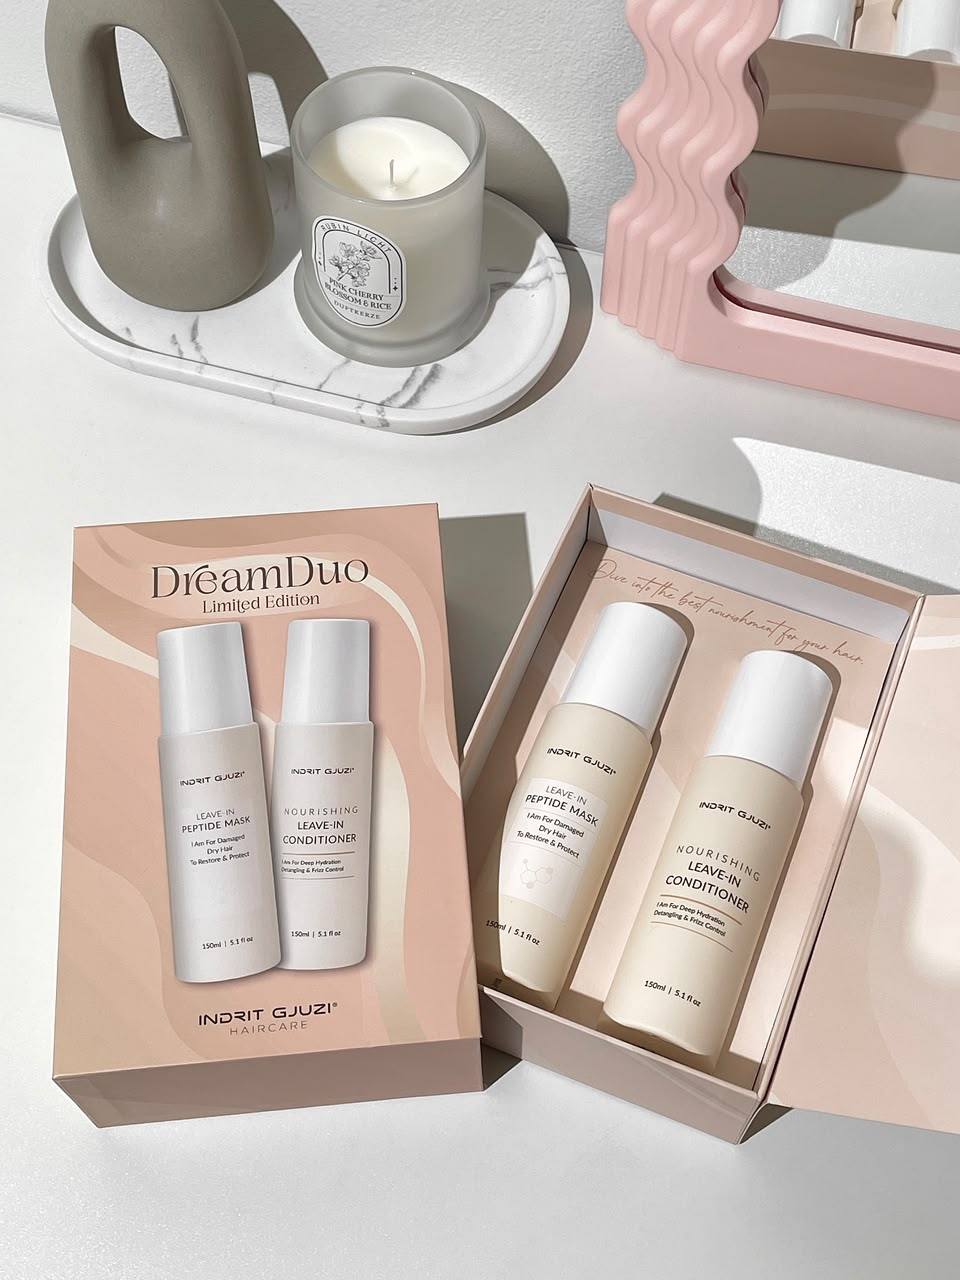 RUBIN LICHT
PINK CHERRY
BLOSSOM & RICE
DUFTKERZE
DreamDuo
Limited Edition
INDRIT GJUZI®
LEAVE-IN
PEPTIDE MASK
I Am For Damaged
Dry Hair
To Restore & Protect
150ml | 5.1 fl oz
INDRIT GJUZI®
NOURISHING
LEAVE-IN
CONDITIONER
I Am For Deep Hydration
Detangling & Frizz Control
150ml | 5.1 fl oz
INDRIT GJUZI®
HAIRCARE
Dive into the best nourishment for your hair.
INDRIT GJUZI®
LEAVE-IN
PEPTIDE MASK
I Am For Damaged
Dry Hair
To Restore & Protect
150ml | 5.1 fl oz
INDRIT GJUZI®
NOURISHING
LEAVE-IN
CONDITIONER
I Am For Deep Hydration
Detangling & Frizz Control
150ml | 5.1 fl oz